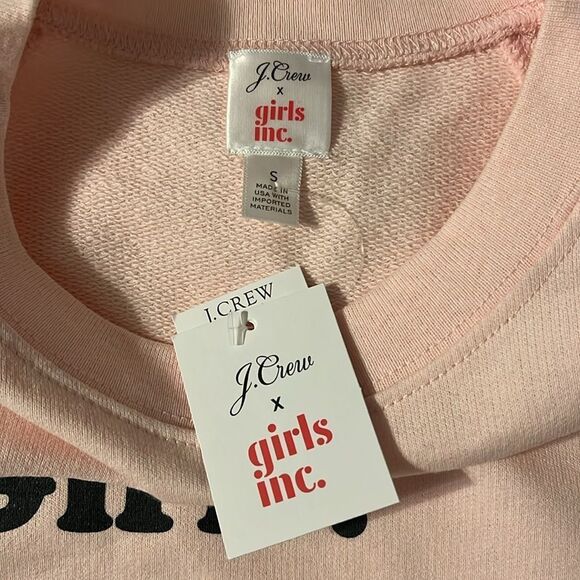 J.Crew
x
girls
inc.
S
MADE IN
USA WITH
IMPORTED
MATERIALS
J.CREW
J.Crew
x
girls
inc.